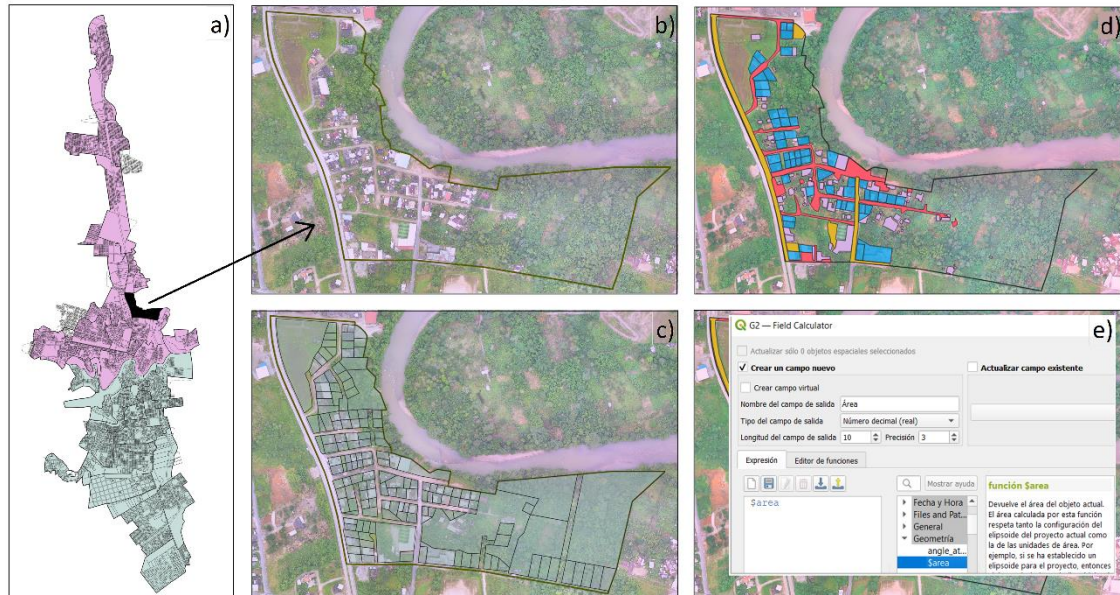 a)
b)
c)
d)
e)
G2 — Field Calculator
Actualizar sólo 0 objetos espaciales seleccionados
Crear un campo nuevo
Actualizar campo existente
Crear campo virtual
Nombre del campo de salida Área
Tipo del campo de salida Número decimal (real)
Longitud del campo de salida 10 Precisión 3
Expresión Editor de funciones
Mostrar ayuda
$area
Fecha y Hora
Files and Pat...
General
Geometría
angle_at...
$area
función $area
Devuelve el área del objeto actual.
El área calculada por esta función
respeta tanto la configuración del
elipsoide del proyecto actual como
la de las unidades de área. Por
ejemplo, si se ha establecido un
elipsoide para el proyecto, entonces